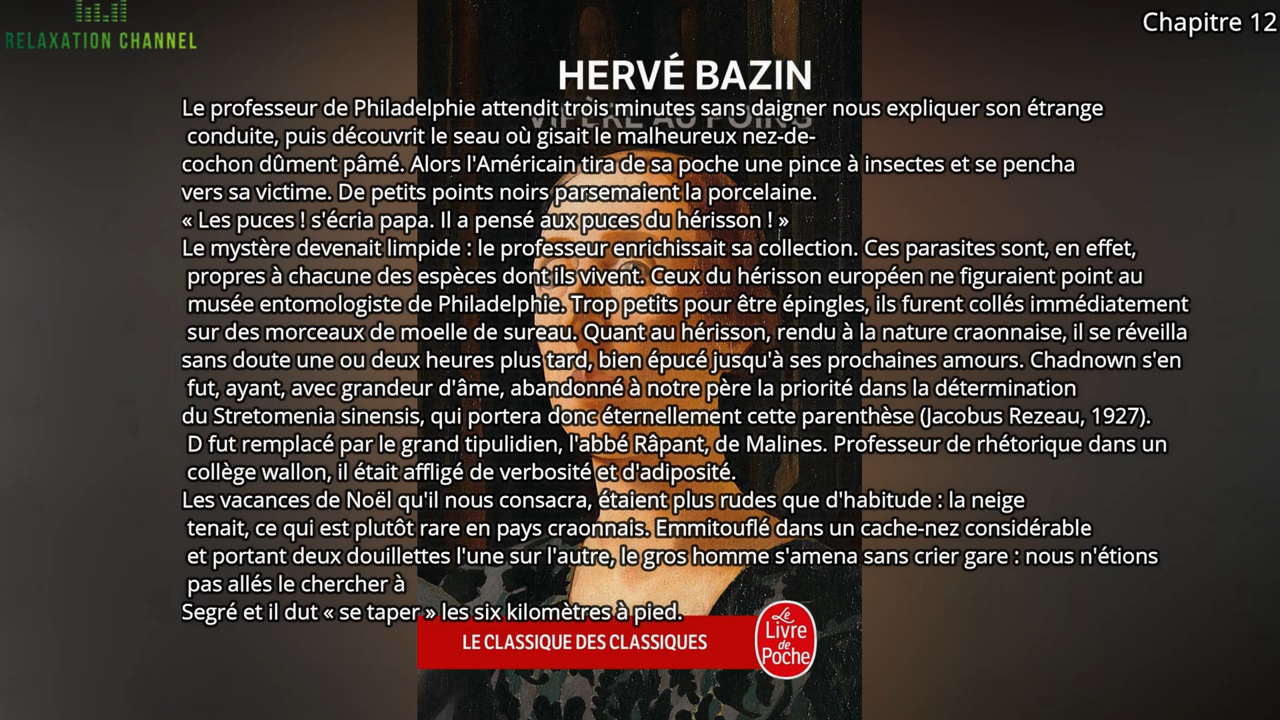 RELAXATION CHANNEL
Chapitre 12
HERVÉ BAZIN
VIPÈRE AU POING
Le professeur de Philadelphie attendit trois minutes sans daigner nous expliquer son étrange
conduite, puis découvrit le seau où gisait le malheureux nez-de-
cochon dûment pâmé. Alors l'Américain tira de sa poche une pince à insectes et se pencha
vers sa victime. De petits points noirs parsemaient la porcelaine.
« Les puces ! s'écria papa. Il a pensé aux puces du hérisson ! »
Le mystère devenait limpide : le professeur enrichissait sa collection. Ces parasites sont, en effet,
propres à chacune des espèces dont ils vivent. Ceux du hérisson européen ne figuraient point au
musée entomologiste de Philadelphie. Trop petits pour être épingles, ils furent collés immédiatement
sur des morceaux de moelle de sureau. Quant au hérisson, rendu à la nature craonnaise, il se réveilla
sans doute une ou deux heures plus tard, bien épucé jusqu'à ses prochaines amours. Chadnown s'en
fut, ayant, avec grandeur d'âme, abandonné à notre père la priorité dans la détermination
du Stretomenia sinensis, qui portera donc éternellement cette parenthèse (Jacobus Rezeau, 1927).
D fut remplacé par le grand tipulidien, l'abbé Râpant, de Malines. Professeur de rhétorique dans un
collège wallon, il était affligé de verbosité et d'adiposité.
Les vacances de Noël qu'il nous consacra, étaient plus rudes que d'habitude : la neige
tenait, ce qui est plutôt rare en pays craonnais. Emmitouflé dans un cache-nez considérable
et portant deux douillettes l'une sur l'autre, le gros homme s'amena sans crier gare : nous n'étions
pas allés le chercher à
Segré et il dut « se taper » les six kilomètres à pied.
LE CLASSIQUE DES CLASSIQUES
Le
Livre
de
Poche